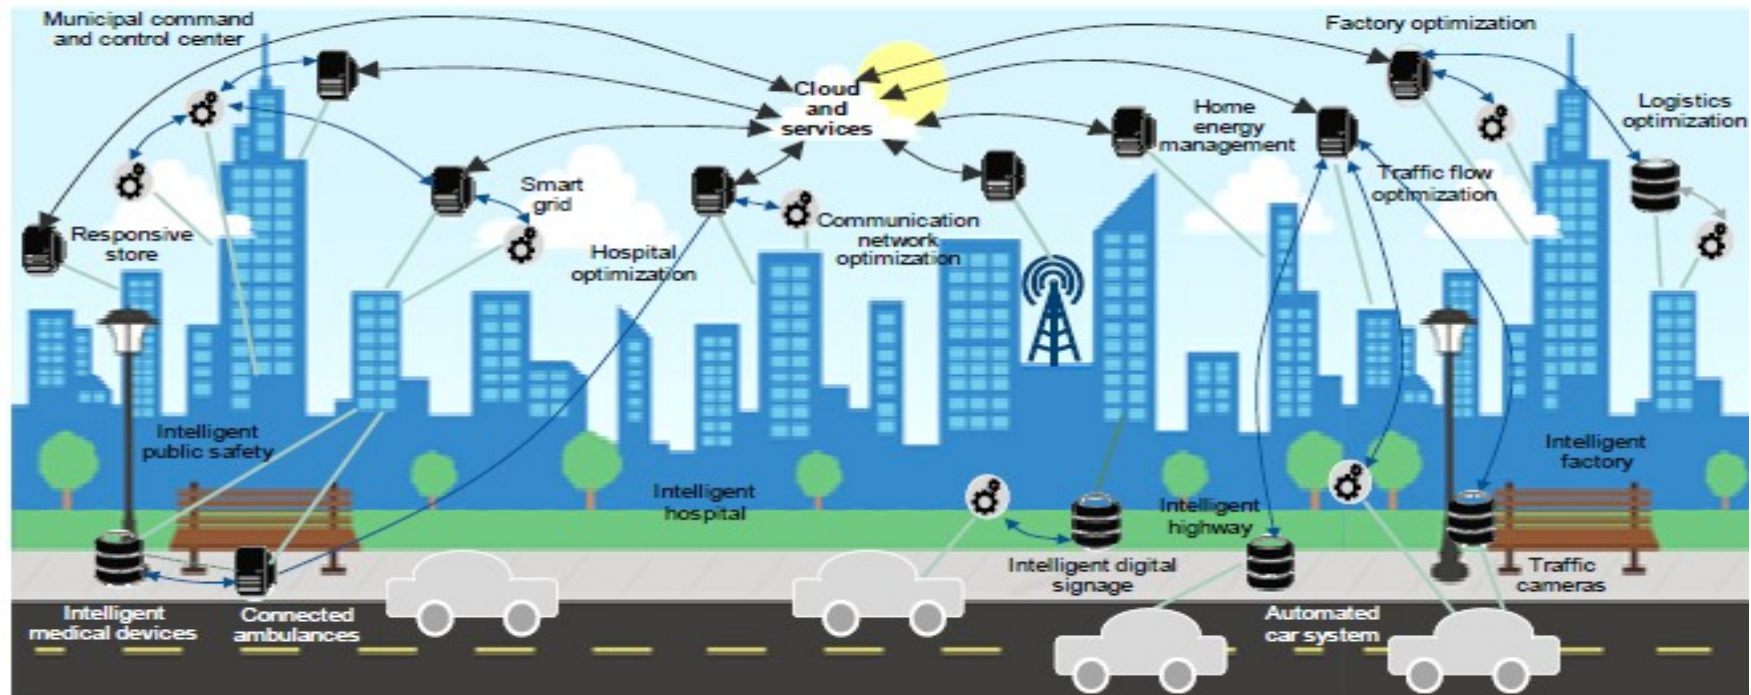 Municipal command
and control center
Factory optimization
Cloud
and
services
Home
energy
management
Logistics
optimization
Smart
grid
Traffic flow
optimization
Responsive
store
Hospital
optimization
Communication
network
optimization
Intelligent
public safety
Intelligent
hospital
Intelligent
highway
Intelligent
factory
Intelligent digital
signage
Traffic
cameras
Intelligent
medical devices
Connected
ambulances
Automated
car system